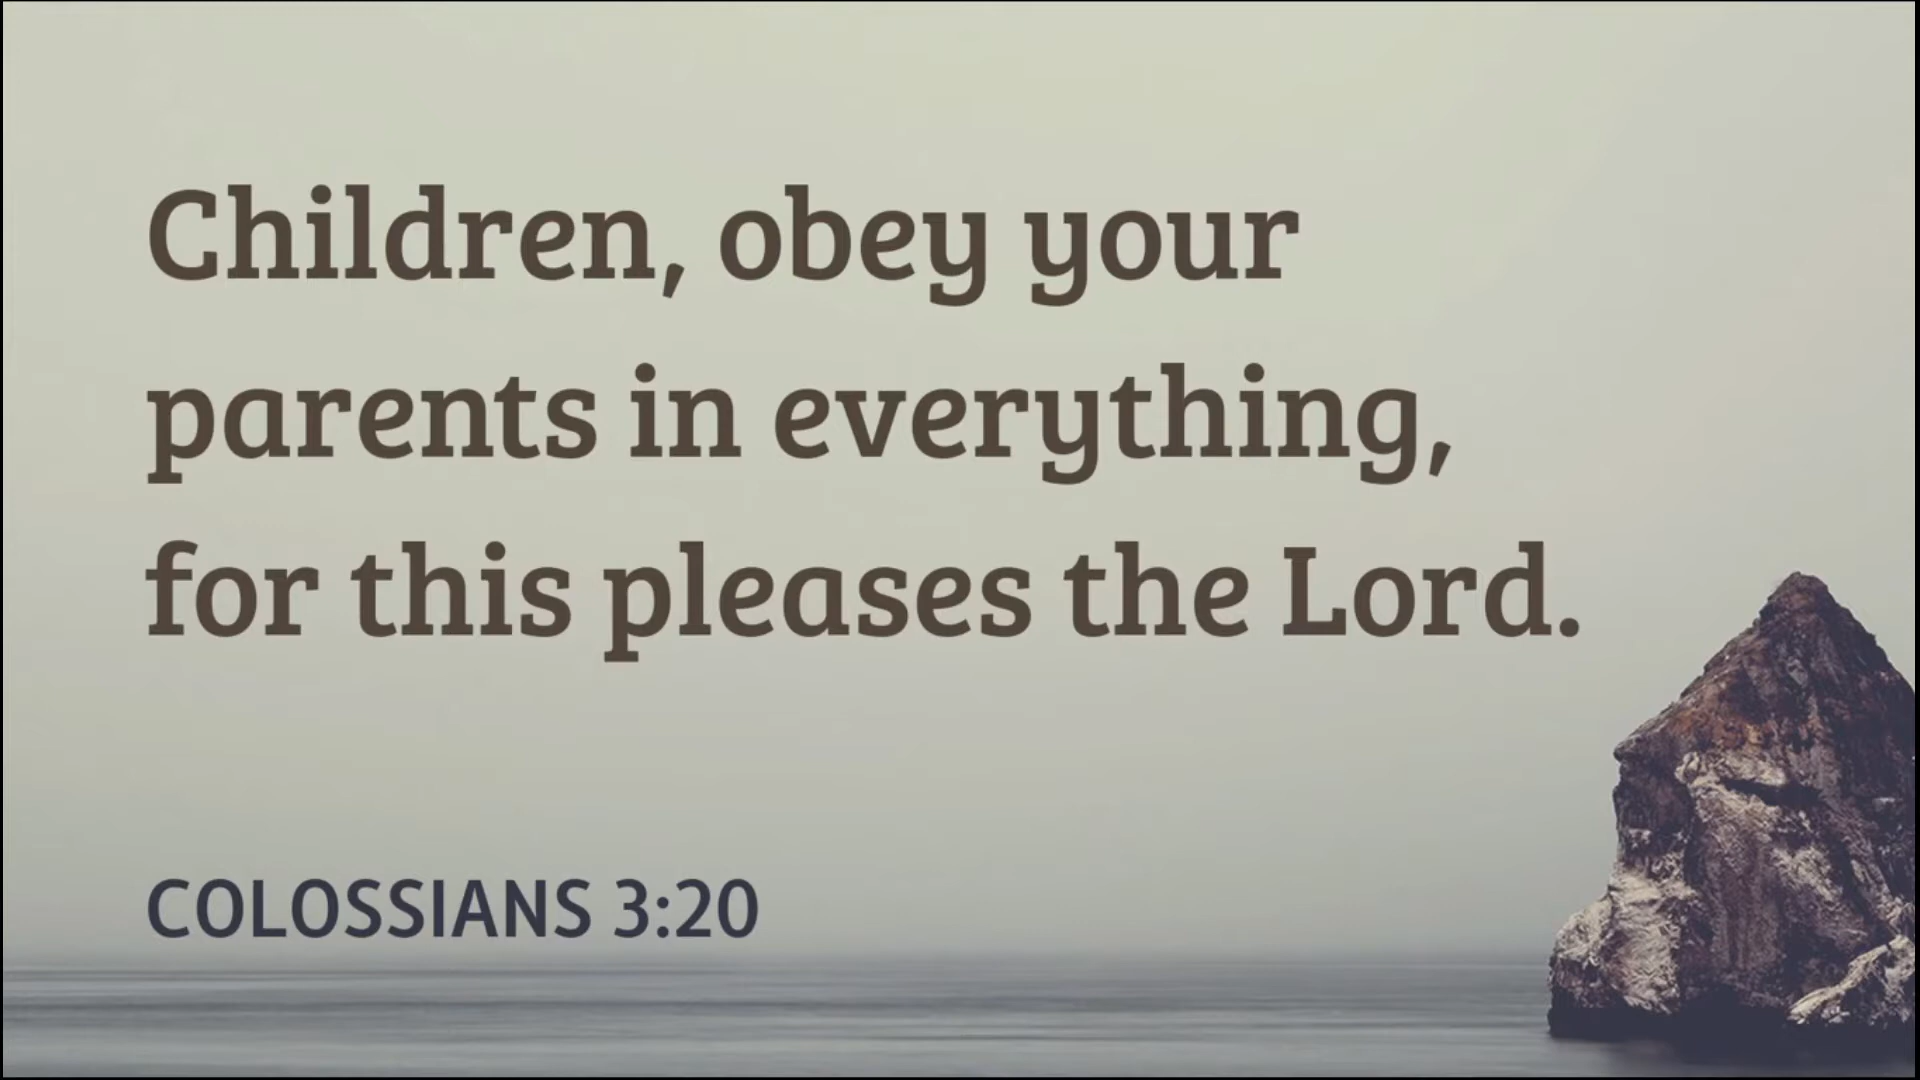 Children, obey your
parents in everything,
for this pleases the Lord.
COLOSSIANS 3:20